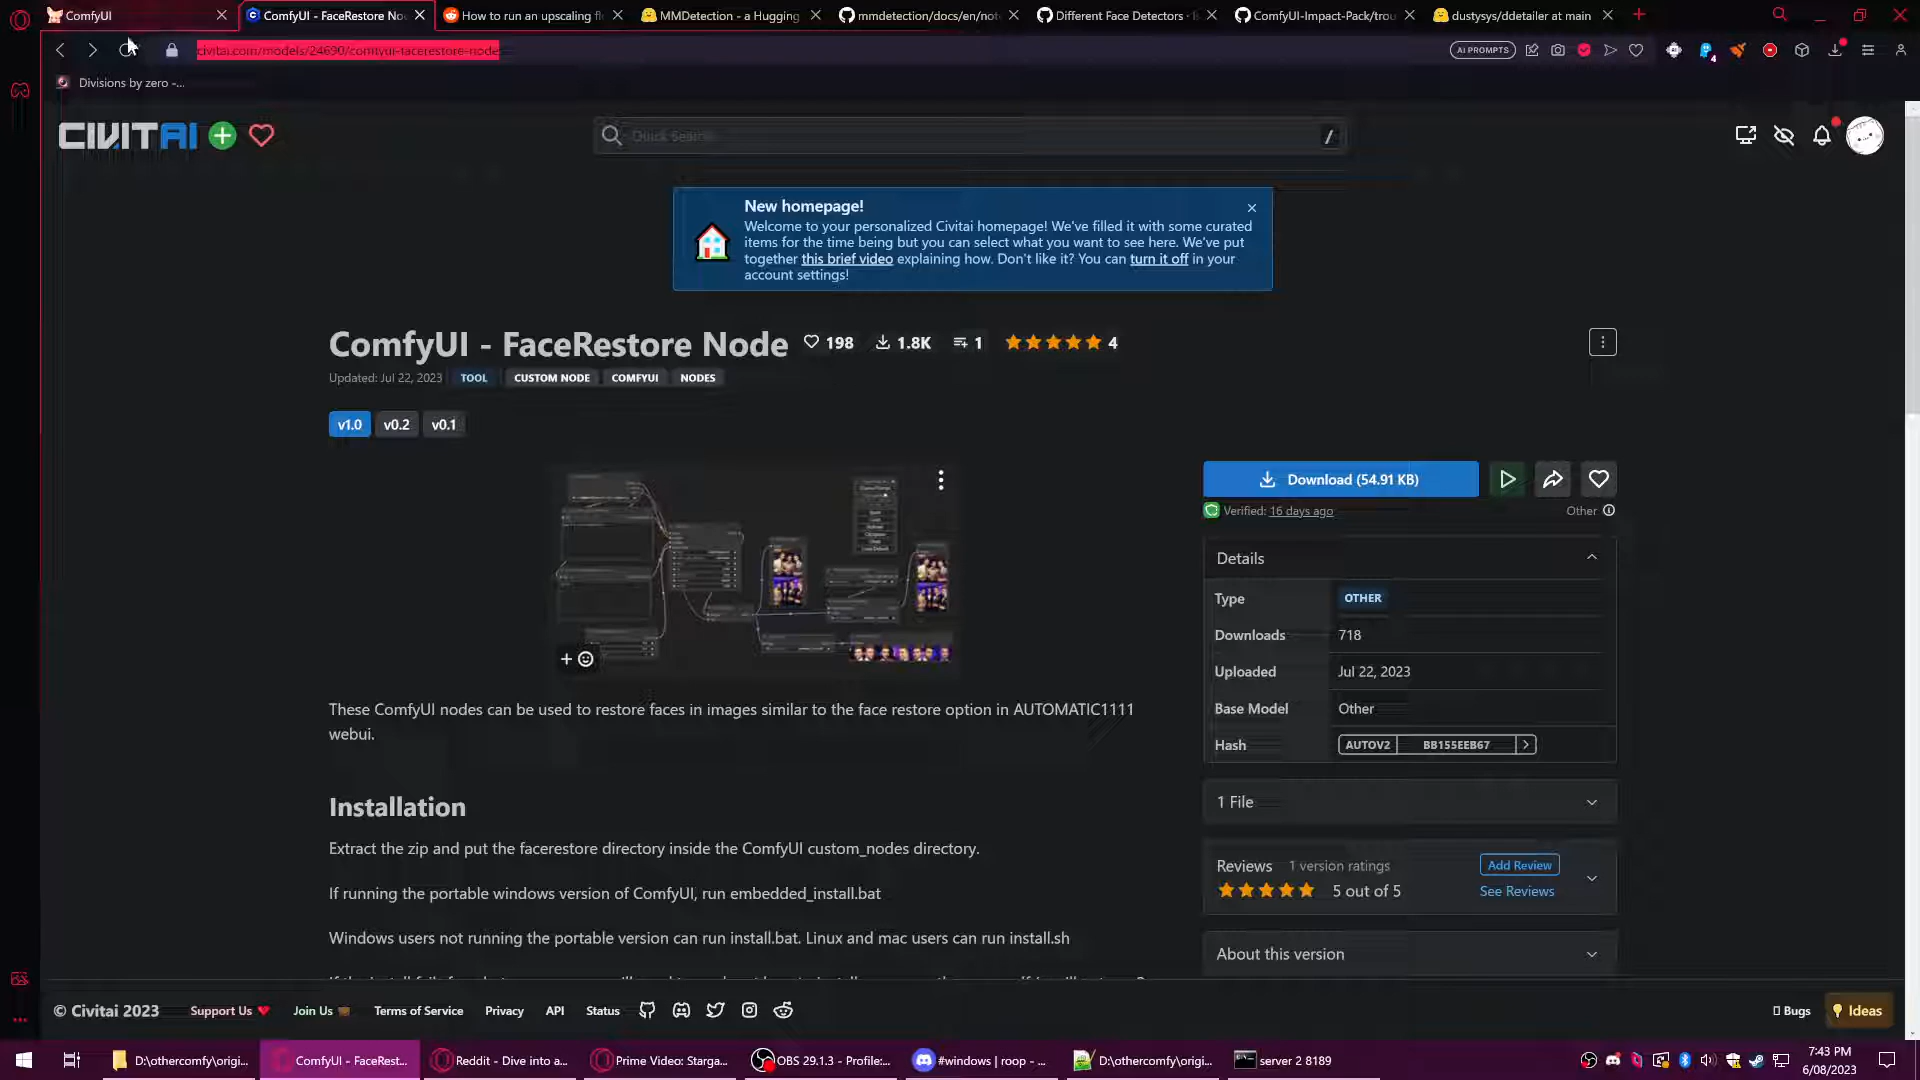 ComfyUI
ComfyUI - FaceRestore No
How to run an upscaling fl
MMDetection - a Hugging
mmdetection/docs/en/not
Different Face Detectors - Is
ComfyUI-Impact-Pack/trou
dustysys/ddetailer at main
civitai.com/models/24690/comfyui-facerestore-node
AI PROMPTS
4
Divisions by zero -...
CIVITAI
Quick Search
/
New homepage!
Welcome to your personalized Civitai homepage! We've filled it with some curated
items for the time being but you can select what you want to see here. We've put
together this brief video explaining how. Don't like it? You can turn it off in your
account settings!
ComfyUI - FaceRestore Node
198
1.8K
1
4
Updated: Jul 22, 2023
TOOL
CUSTOM NODE
COMFYUI
NODES
v1.0
v0.2
v0.1
Download (54.91 KB)
Verified: 16 days ago
Other
Details
Type
OTHER
Downloads
718
Uploaded
Jul 22, 2023
Base Model
Other
Hash
AUTOV2
BB155EEB67
These ComfyUI nodes can be used to restore faces in images similar to the face restore option in AUTOMATIC1111
webui.
Installation
Extract the zip and put the facerestore directory inside the ComfyUI custom_nodes directory.
If running the portable windows version of ComfyUI, run embedded_install.bat
Windows users not running the portable version can run install.bat. Linux and mac users can run install.sh
1 File
Reviews
1 version ratings
Add Review
5 out of 5
See Reviews
About this version
© Civitai 2023
Support Us
Join Us
Terms of Service
Privacy
API
Status
Bugs
Ideas
D:\othercomfy\origi...
ComfyUI - FaceRest...
Reddit - Dive into a...
Prime Video: Starga...
OBS 29.1.3 - Profile:...
#windows | roop - ...
D:\othercomfy\origi...
server 2 8189
7:43 PM
6/08/2023